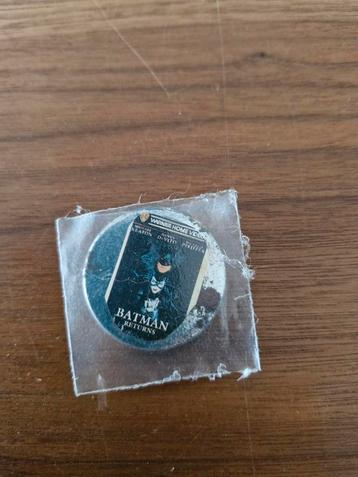 WARNER HOME VIDEO
KEATON DeVITO PFEIFFER
BATMAN
RETURNS